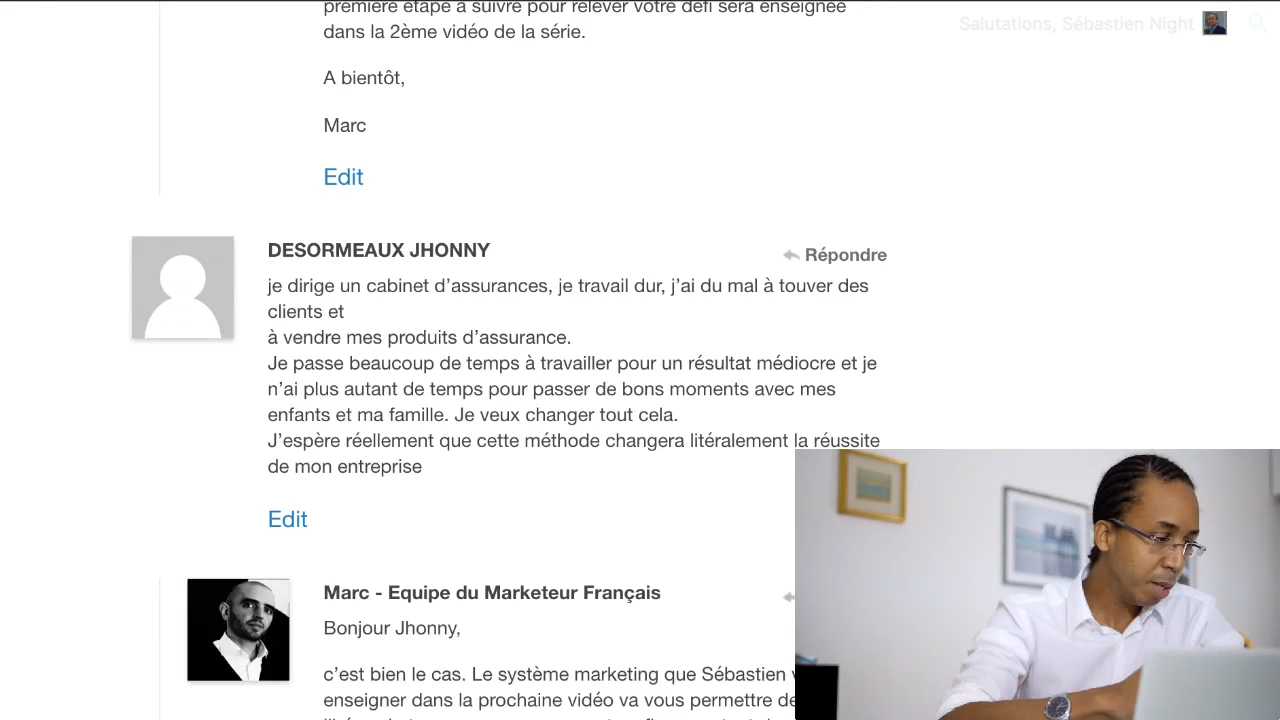 première étape à suivre pour relever votre défi sera enseignée
dans la 2ème vidéo de la série.
Salutations, Sébastien Night
A bientôt,
Marc
Edit
DESORMEAUX JHONNY
Répondre
je dirige un cabinet d’assurances, je travail dur, j’ai du mal à touver des
clients et
à vendre mes produits d’assurance.
Je passe beaucoup de temps à travailler pour un résultat médiocre et je
n’ai plus autant de temps pour passer de bons moments avec mes
enfants et ma famille. Je veux changer tout cela.
J’espère réellement que cette méthode changera litéralement la réussite
de mon entreprise
Edit
Marc - Equipe du Marketeur Français
Bonjour Jhonny,
c’est bien le cas. Le système marketing que Sébastien
enseigner dans la prochaine vidéo va vous permettre de